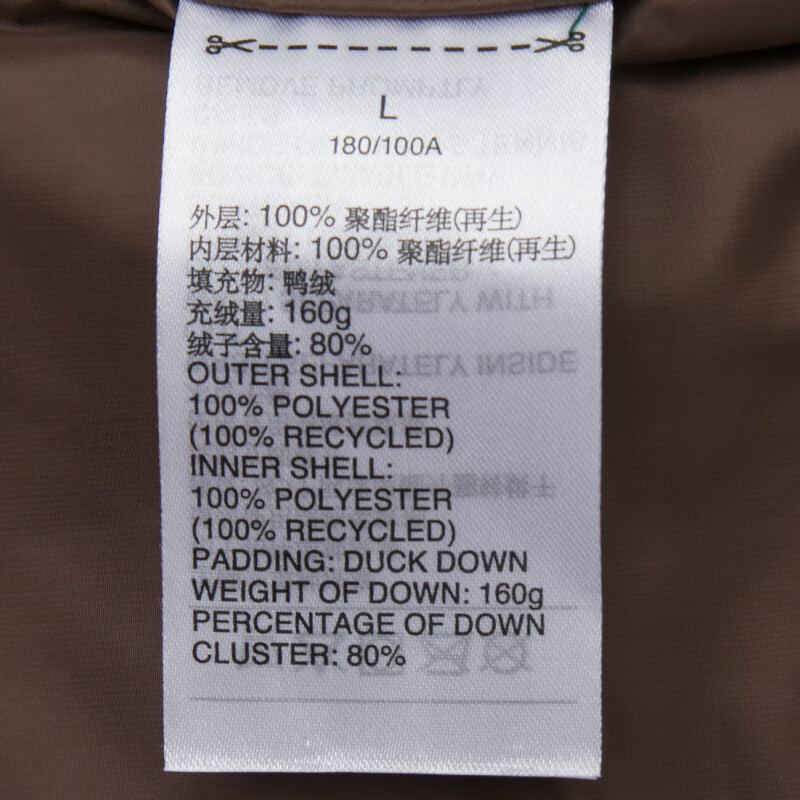 L
180/100A
外层: 100% 聚酯纤维(再生)
内层材料: 100% 聚酯纤维(再生)
填充物: 鸭绒
充绒量: 160g
绒子含量: 80%
OUTER SHELL:
100% POLYESTER
(100% RECYCLED)
INNER SHELL:
100% POLYESTER
(100% RECYCLED)
PADDING: DUCK DOWN
WEIGHT OF DOWN: 160g
PERCENTAGE OF DOWN
CLUSTER: 80%